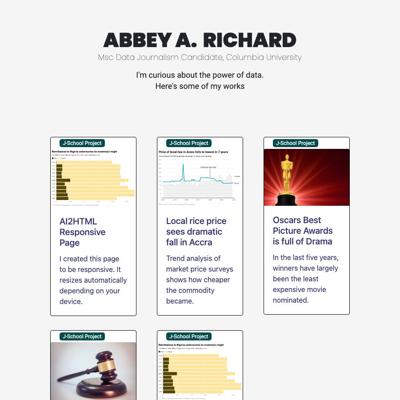 ABBEY A. RICHARD
Msc Data Journalism Candidate, Columbia University
I'm curious about the power of data.
Here's some of my works
J-School Project
J-School Project
J-School Project
AI2HTML
Responsive
Page
I created this page
to be responsive. It
resizes automatically
depending on your
device.
Local rice price
sees dramatic
fall in Accra
Trend analysis of
market price surveys
shows how cheaper
the commodity
became.
Oscars Best
Picture Awards
is full of Drama
In the last five years,
winners have largely
been the least
expensive movie
nominated.
J-School Project
J-School Project